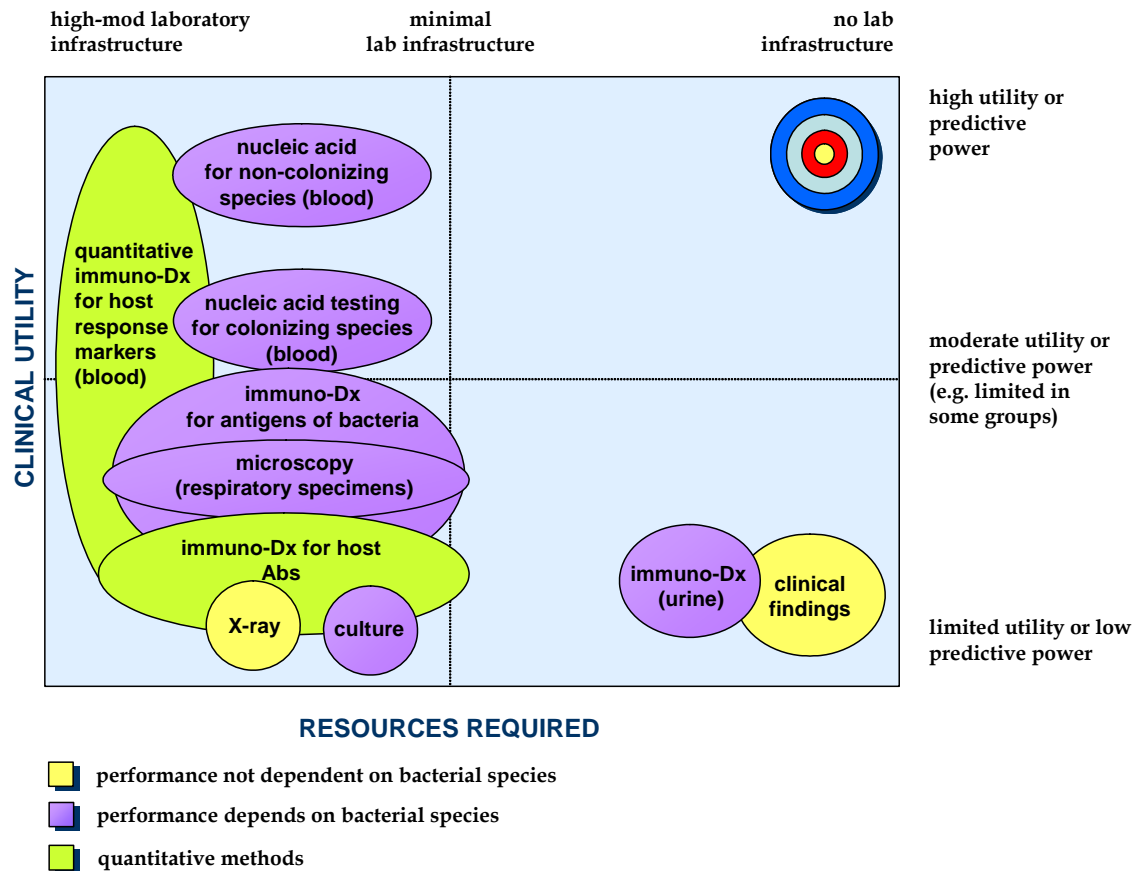 high-mod laboratory
infrastructure
minimal
lab infrastructure
no lab
infrastructure
high utility or
predictive
power
nucleic acid
for non-colonizing
species (blood)
quantitative
immuno-Dx
for host
response
markers
(blood)
nucleic acid testing
for colonizing species
(blood)
CLINICAL UTILITY
moderate utility or
predictive power
(e.g. limited in
some groups)
immuno-Dx
for antigens of bacteria
microscopy
(respiratory specimens)
immuno-Dx for host
Abs
X-ray
culture
immuno-Dx
(urine)
clinical
findings
limited utility or low
predictive power
RESOURCES REQUIRED
performance not dependent on bacterial species
performance depends on bacterial species
quantitative methods